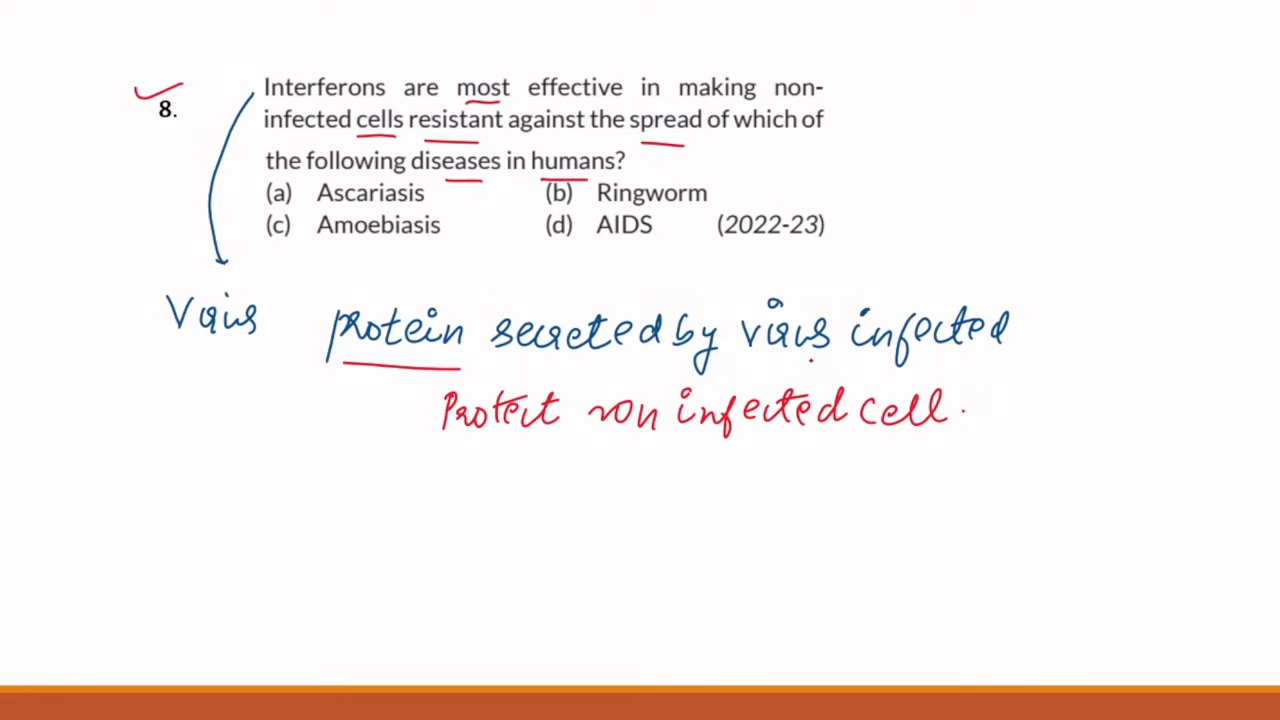 8.
Interferons are most effective in making non-
infected cells resistant against the spread of which of
the following diseases in humans?
(a) Ascariasis (b) Ringworm
(c) Amoebiasis (d) AIDS (2022-23)
Virus protein secreted by virus infected
Protect non infected cell.